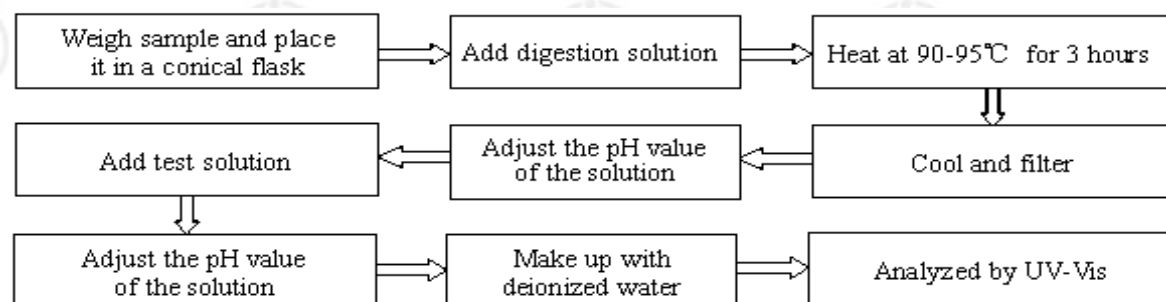 Weigh sample and place
it in a conical flask
Add digestion solution
Heat at 90-95℃ for 3 hours
Cool and filter
Adjust the pH value
of the solution
Add test solution
Adjust the pH value
of the solution
Make up with
deionized water
Analyzed by UV-Vis